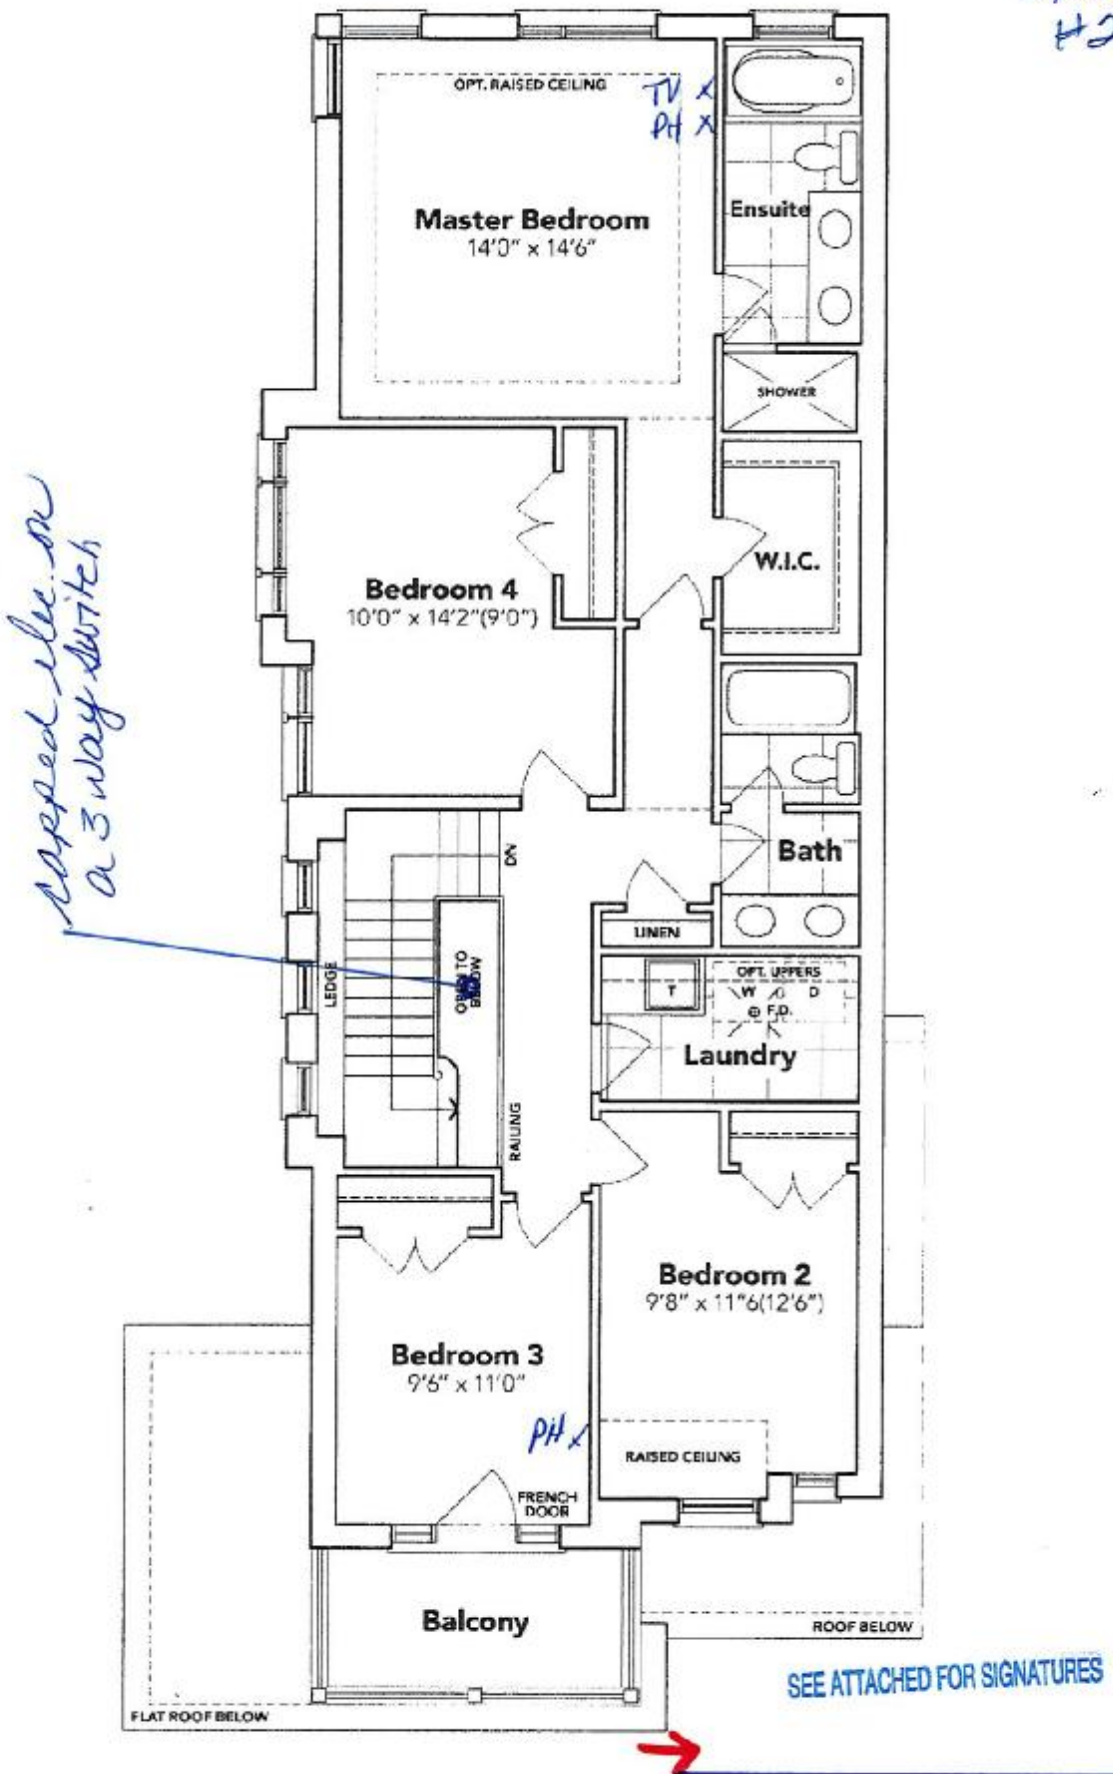 #2
OPT. RAISED CEILING
TV X
PH X
Master Bedroom
14'0" x 14'6"
Ensuite
SHOWER
W.I.C.
Bedroom 4
10'0" x 14'2"(9'0")
capped elec. on
a 3 way switch
DN
Bath
LINEN
LEDGE
OPEN TO
BELOW
OPT. UPPERS
T
W
D
F.D.
Laundry
RAILING
Bedroom 2
9'8" x 11"6(12'6")
Bedroom 3
9'6" x 11'0"
PH x
RAISED CEILING
FRENCH
DOOR
Balcony
ROOF BELOW
SEE ATTACHED FOR SIGNATURES
FLAT ROOF BELOW